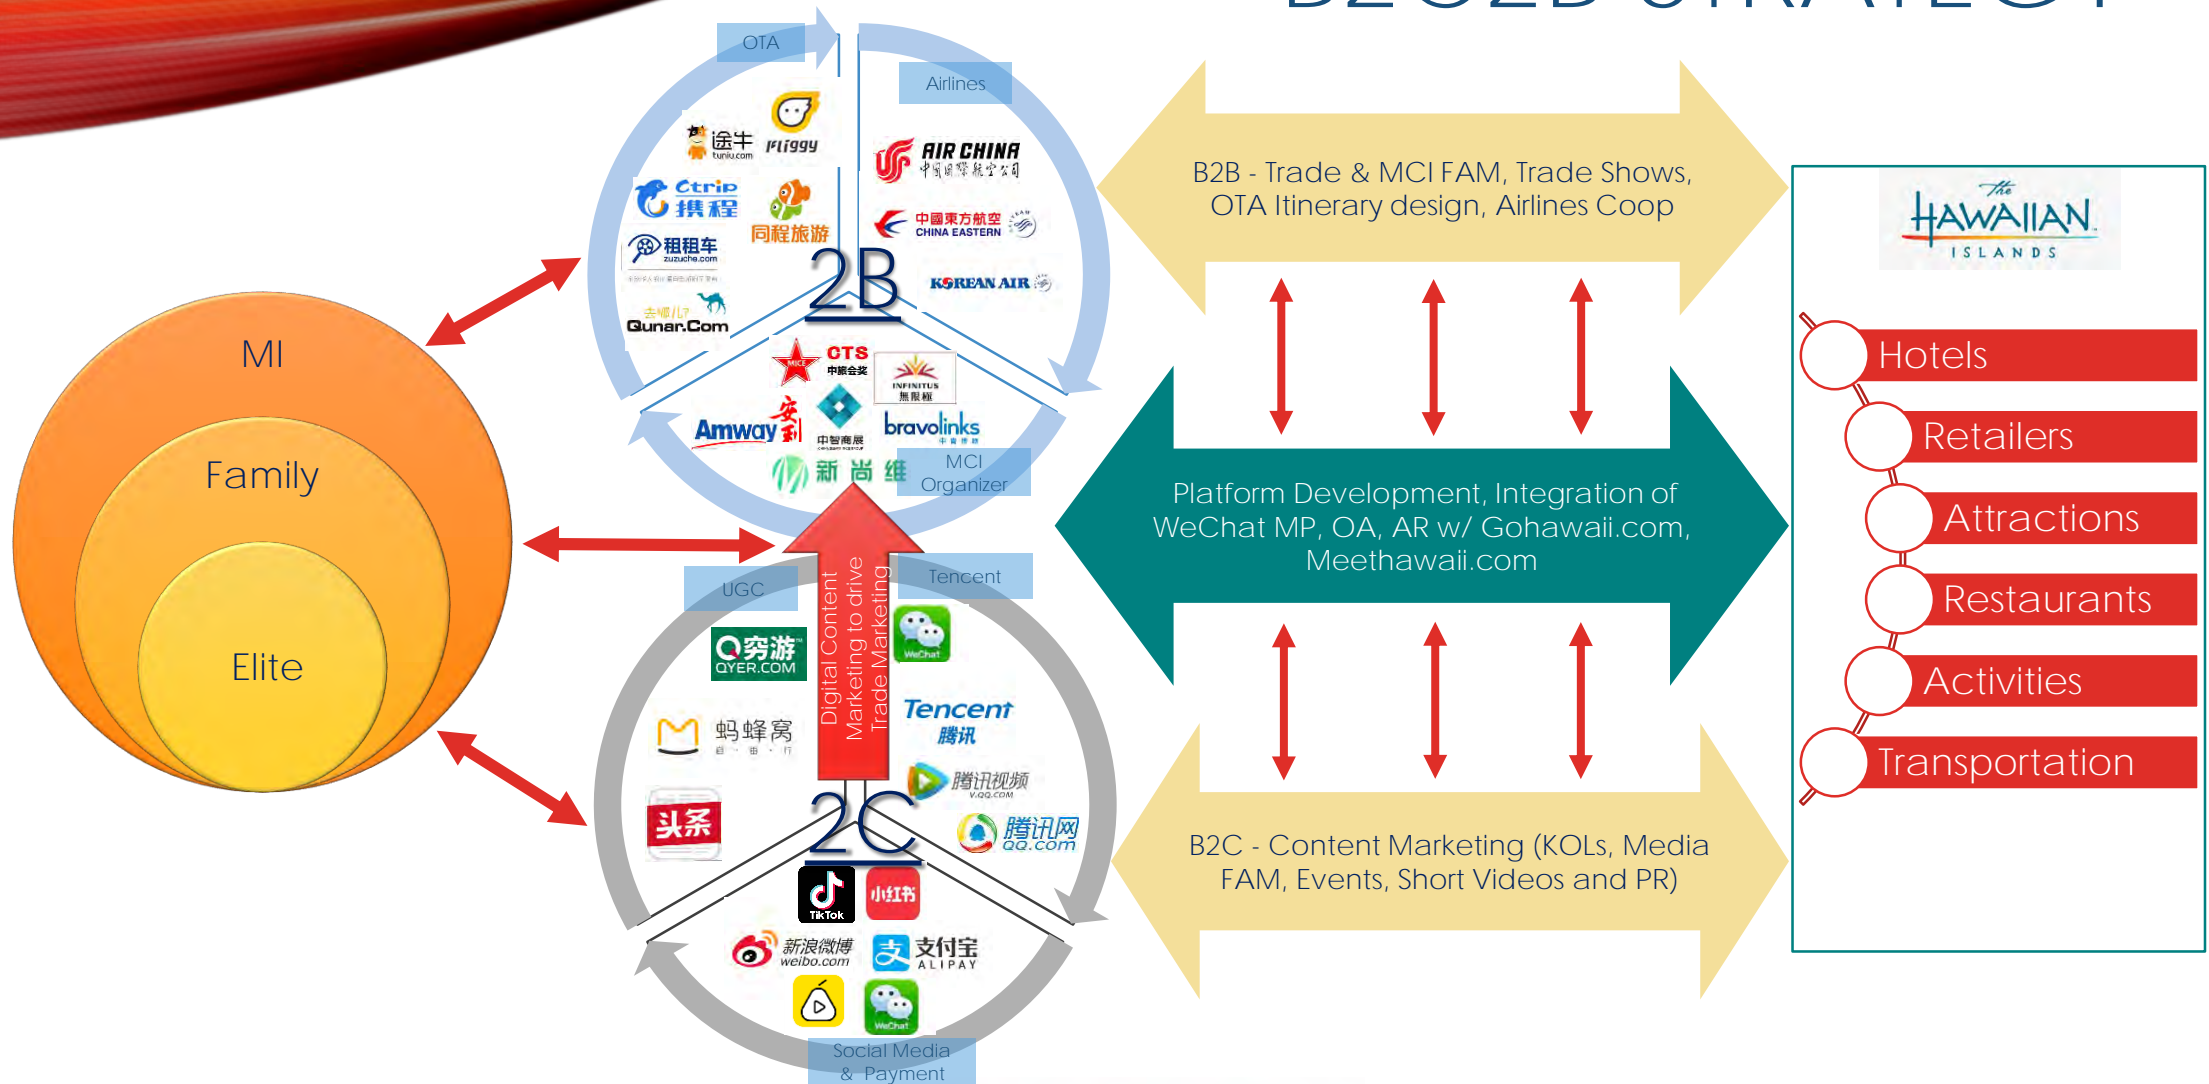 B2C2B STRATEGY
OTA
Airlines
途牛
tuniu.com
Fliggy
AIR CHINA
中国国际航空公司
Ctrip
携程
同程旅游
中國東方航空
CHINA EASTERN
租租车
zuzuche.com
2B
KOREAN AIR
去哪儿?
Qunar.Com
MICE
CTS
中旅会奖
INFINITUS
無限極
Amway
安利
中智商展
bravolinks
新尚维
MCI
Organizer
MI
Family
Elite
UGC
Tencent
Digital Content
Marketing to drive
Trade Marketing
Q穷游
QYER.COM
WeChat
蚂蜂窝
Tencent
腾讯
腾讯视频
V.QQ.COM
头条
腾讯网
QQ.com
2C
TikTok
小红书
新浪微博
weibo.com
支付宝
ALIPAY
WeChat
Social Media
& Payment
B2B - Trade & MCI FAM, Trade Shows,
OTA Itinerary design, Airlines Coop
Platform Development, Integration of
WeChat MP, OA, AR w/ Gohawaii.com,
Meethawaii.com
B2C - Content Marketing (KOLs, Media
FAM, Events, Short Videos and PR)
The
HAWAIIAN
ISLANDS
Hotels
Retailers
Attractions
Restaurants
Activities
Transportation